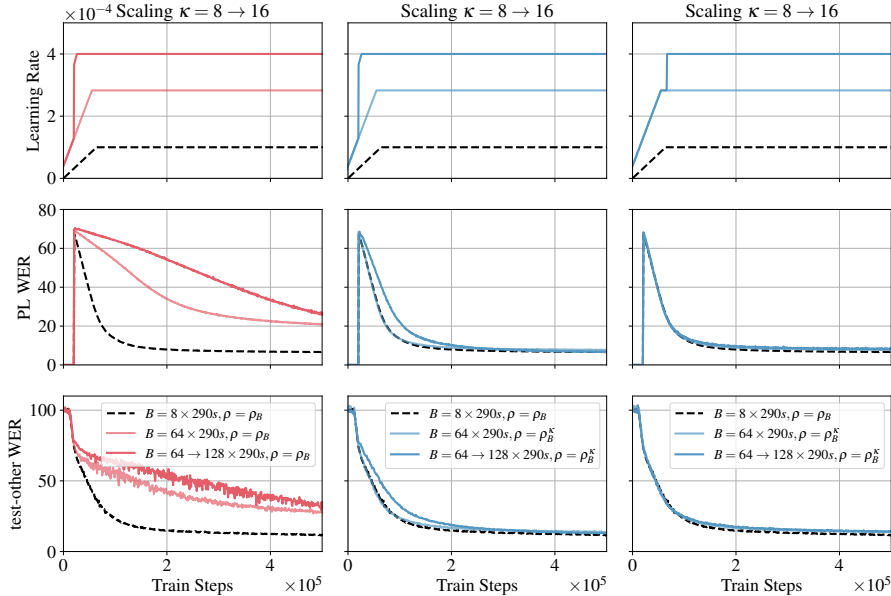 ×10⁻⁴
Scaling κ = 8 → 16
Scaling κ = 8 → 16
Scaling κ = 8 → 16
Learning Rate
4
2
0
PL WER
80
60
40
20
0
test-other WER
100
50
0
B = 8 × 290s, ρ = ρ_B
B = 64 × 290s, ρ = ρ_B
B = 64 → 128 × 290s, ρ = ρ_B
B = 8 × 290s, ρ = ρ_B
B = 64 × 290s, ρ = ρ_B^κ
B = 64 → 128 × 290s, ρ = ρ_B^κ
B = 8 × 290s, ρ = ρ_B
B = 64 × 290s, ρ = ρ_B^κ
B = 64 → 128 × 290s, ρ = ρ_B^κ
0 2 4
0 2 4
0 2 4
Train Steps ×10⁵
Train Steps ×10⁵
Train Steps ×10⁵